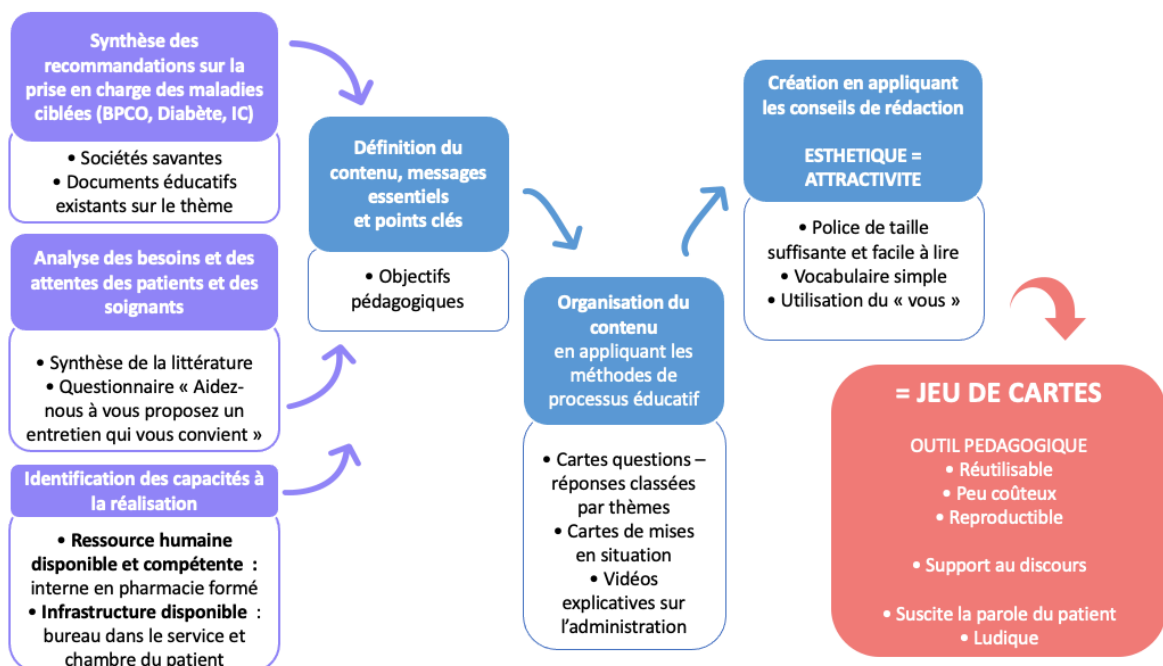 Synthèse des
recommandations sur la
prise en charge des maladies
ciblées (BPCO, Diabète, IC)
• Sociétés savantes
• Documents éducatifs
existants sur le thème
Analyse des besoins et des
attentes des patients et des
soignants
• Synthèse de la littérature
• Questionnaire « Aidez-
nous à vous proposez un
entretien qui vous convient »
Identification des capacités à
la réalisation
• Ressource humaine
disponible et compétente :
interne en pharmacie formé
• Infrastructure disponible :
bureau dans le service et
chambre du patient
Définition du
contenu, messages
essentiels
et points clés
• Objectifs
pédagogiques
Organisation du
contenu
en appliquant les
méthodes de
processus éducatif
• Cartes questions –
réponses classées
par thèmes
• Cartes de mises
en situation
• Vidéos
explicatives sur
l'administration
Création en appliquant
les conseils de rédaction
ESTHETIQUE =
ATTRACTIVITE
• Police de taille
suffisante et facile à lire
• Vocabulaire simple
• Utilisation du « vous »
= JEU DE CARTES
OUTIL PEDAGOGIQUE
• Réutilisable
• Peu coûteux
• Reproductible
• Support au discours
• Suscite la parole du patient
• Ludique